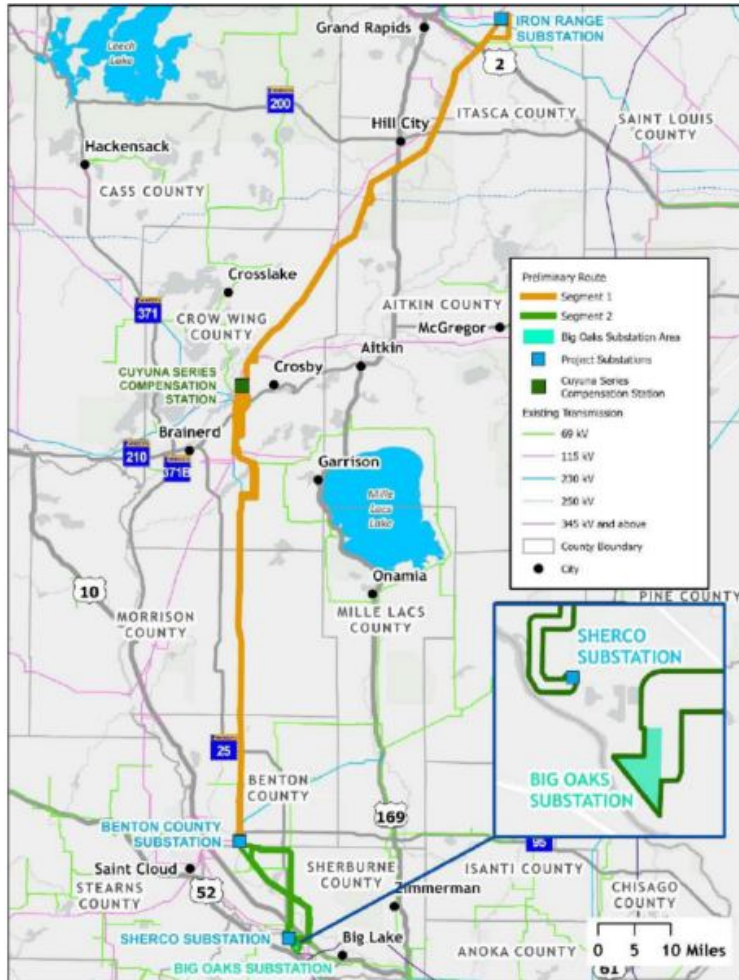 Leech
Lake
Grand Rapids
IRON RANGE
SUBSTATION
2
200
ITASCA COUNTY
Hill City
SAINT LOUIS
COUNTY
Hackensack
CASS COUNTY
Crosslake
371
CROW WING
COUNTY
AITKIN COUNTY
McGregor
CUYUNA SERIES
COMPENSATION
STATION
Crosby
Aitkin
Brainerd
210
371B
Garrison
Mille
Lacs
Lake
Onamia
10
MORRISON
COUNTY
MILLE LACS
COUNTY
PINE COUNTY
Preliminary Route
Segment 1
Segment 2
Big Oaks Substation Area
Project Substations
Cuyuna Series
Compensation Station
Existing Transmission
69 kV
115 kV
230 kV
250 kV
345 kV and above
County Boundary
City
SHERCO
SUBSTATION
BIG OAKS
SUBSTATION
25
BENTON
COUNTY
BENTON COUNTY
SUBSTATION
169
95
Saint Cloud
STEARNS
COUNTY
52
SHERBURNE
COUNTY
ISANTI COUNTY
Zimmerman
CHISAGO
COUNTY
SHERCO SUBSTATION
Big Lake
BIG OAKS SUBSTATION
ANOKA COUNTY
0 5 10 Miles
61